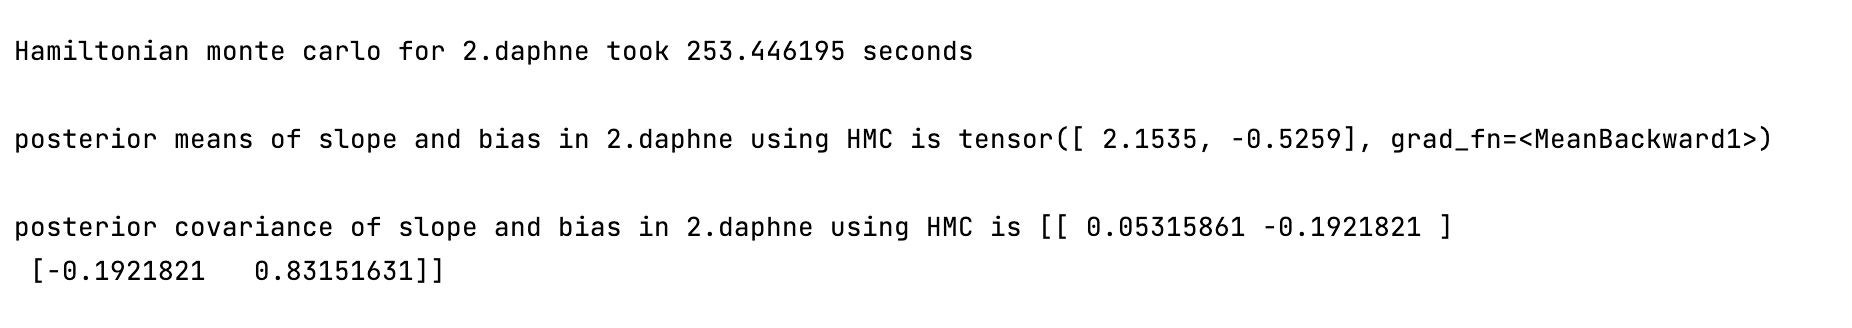 Hamiltonian monte carlo for 2.daphne took 253.446195 seconds
posterior means of slope and bias in 2.daphne using HMC is tensor([ 2.1535, -0.5259], grad_fn=<MeanBackward1>)
posterior covariance of slope and bias in 2.daphne using HMC is [[ 0.05315861 -0.1921821 ]
 [-0.1921821   0.83151631]]